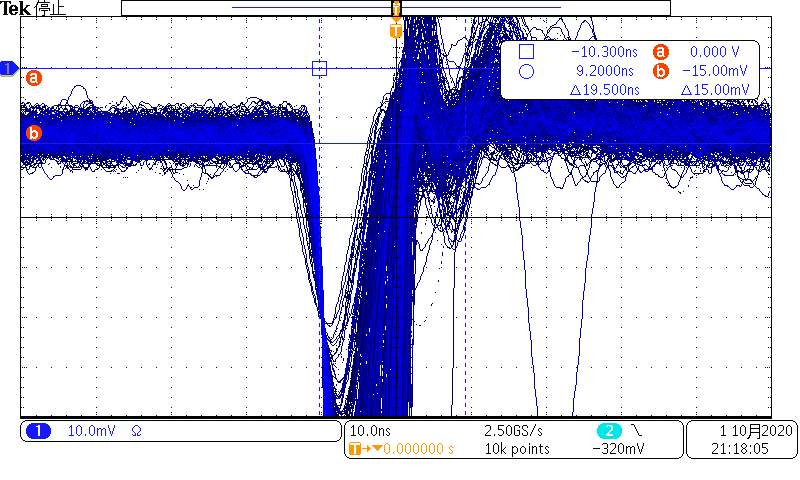 Tek 停止
T
T
1
a
b
−10.300ns a 0.000 V
9.2000ns b −15.00mV
△19.500ns △15.00mV
1 10.0mV Ω
10.0ns 2.50GS/s 2
T→▼0.000000 s 10k points −320mV
1 10月2020
21:18:05